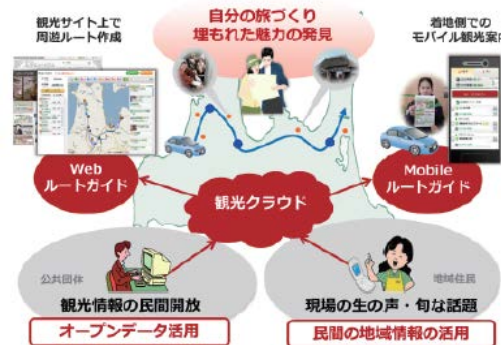 観光サイト上で
周遊ルート作成
自分の旅づくり
埋もれた魅力の発見
着地側での
モバイル観光案内
Web
ルートガイド
Mobile
ルートガイド
観光クラウド
公共団体
観光情報の民間開放
オープンデータ活用
地域住民
現場の生の声・旬な話題
民間の地域情報の活用